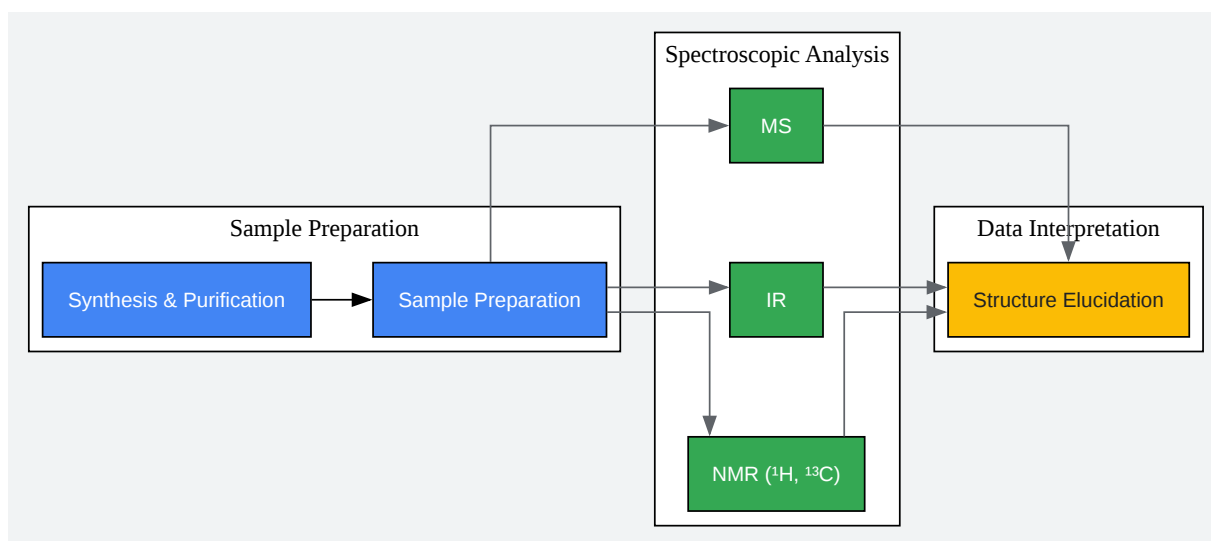 Spectroscopic Analysis
MS
Sample Preparation
Data Interpretation
Synthesis & Purification
Sample Preparation
IR
Structure Elucidation
NMR (¹H, ¹³C)